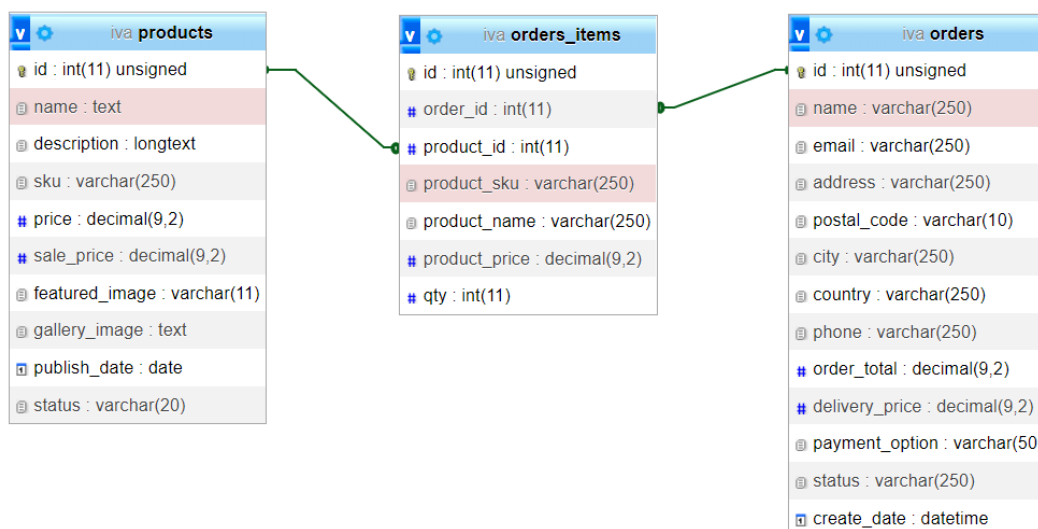 iva products
id : int(11) unsigned
name : text
description : longtext
sku : varchar(250)
price : decimal(9,2)
sale_price : decimal(9,2)
featured_image : varchar(11)
gallery_image : text
publish_date : date
status : varchar(20)
iva orders_items
id : int(11) unsigned
order_id : int(11)
product_id : int(11)
product_sku : varchar(250)
product_name : varchar(250)
product_price : decimal(9,2)
qty : int(11)
iva orders
id : int(11) unsigned
name : varchar(250)
email : varchar(250)
address : varchar(250)
postal_code : varchar(10)
city : varchar(250)
country : varchar(250)
phone : varchar(250)
order_total : decimal(9,2)
delivery_price : decimal(9,2)
payment_option : varchar(50
status : varchar(250)
create_date : datetime